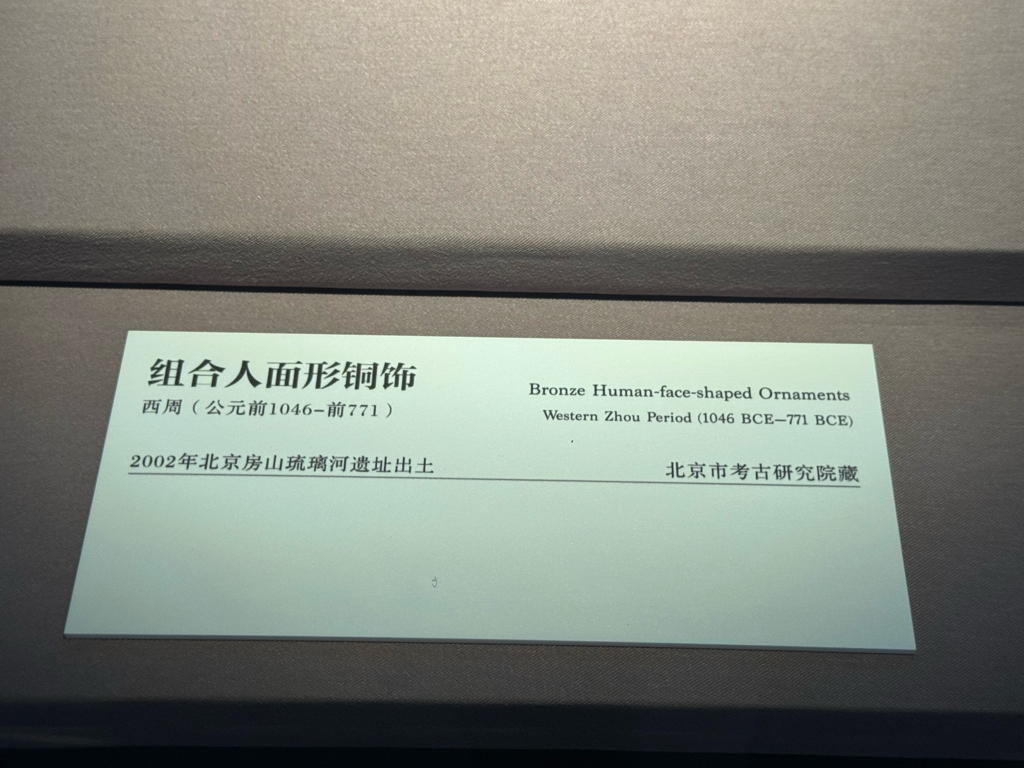 组合人面形铜饰
西周（公元前1046–前771）
Bronze Human-face-shaped Ornaments
Western Zhou Period (1046 BCE—771 BCE)
2002年北京房山琉璃河遗址出土
北京市考古研究院藏